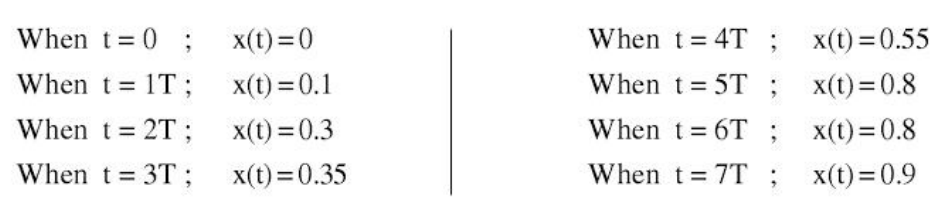 When t = 0 ; x(t) = 0
When t = 1T ; x(t) = 0.1
When t = 2T ; x(t) = 0.3
When t = 3T ; x(t) = 0.35
When t = 4T ; x(t) = 0.55
When t = 5T ; x(t) = 0.8
When t = 6T ; x(t) = 0.8
When t = 7T ; x(t) = 0.9